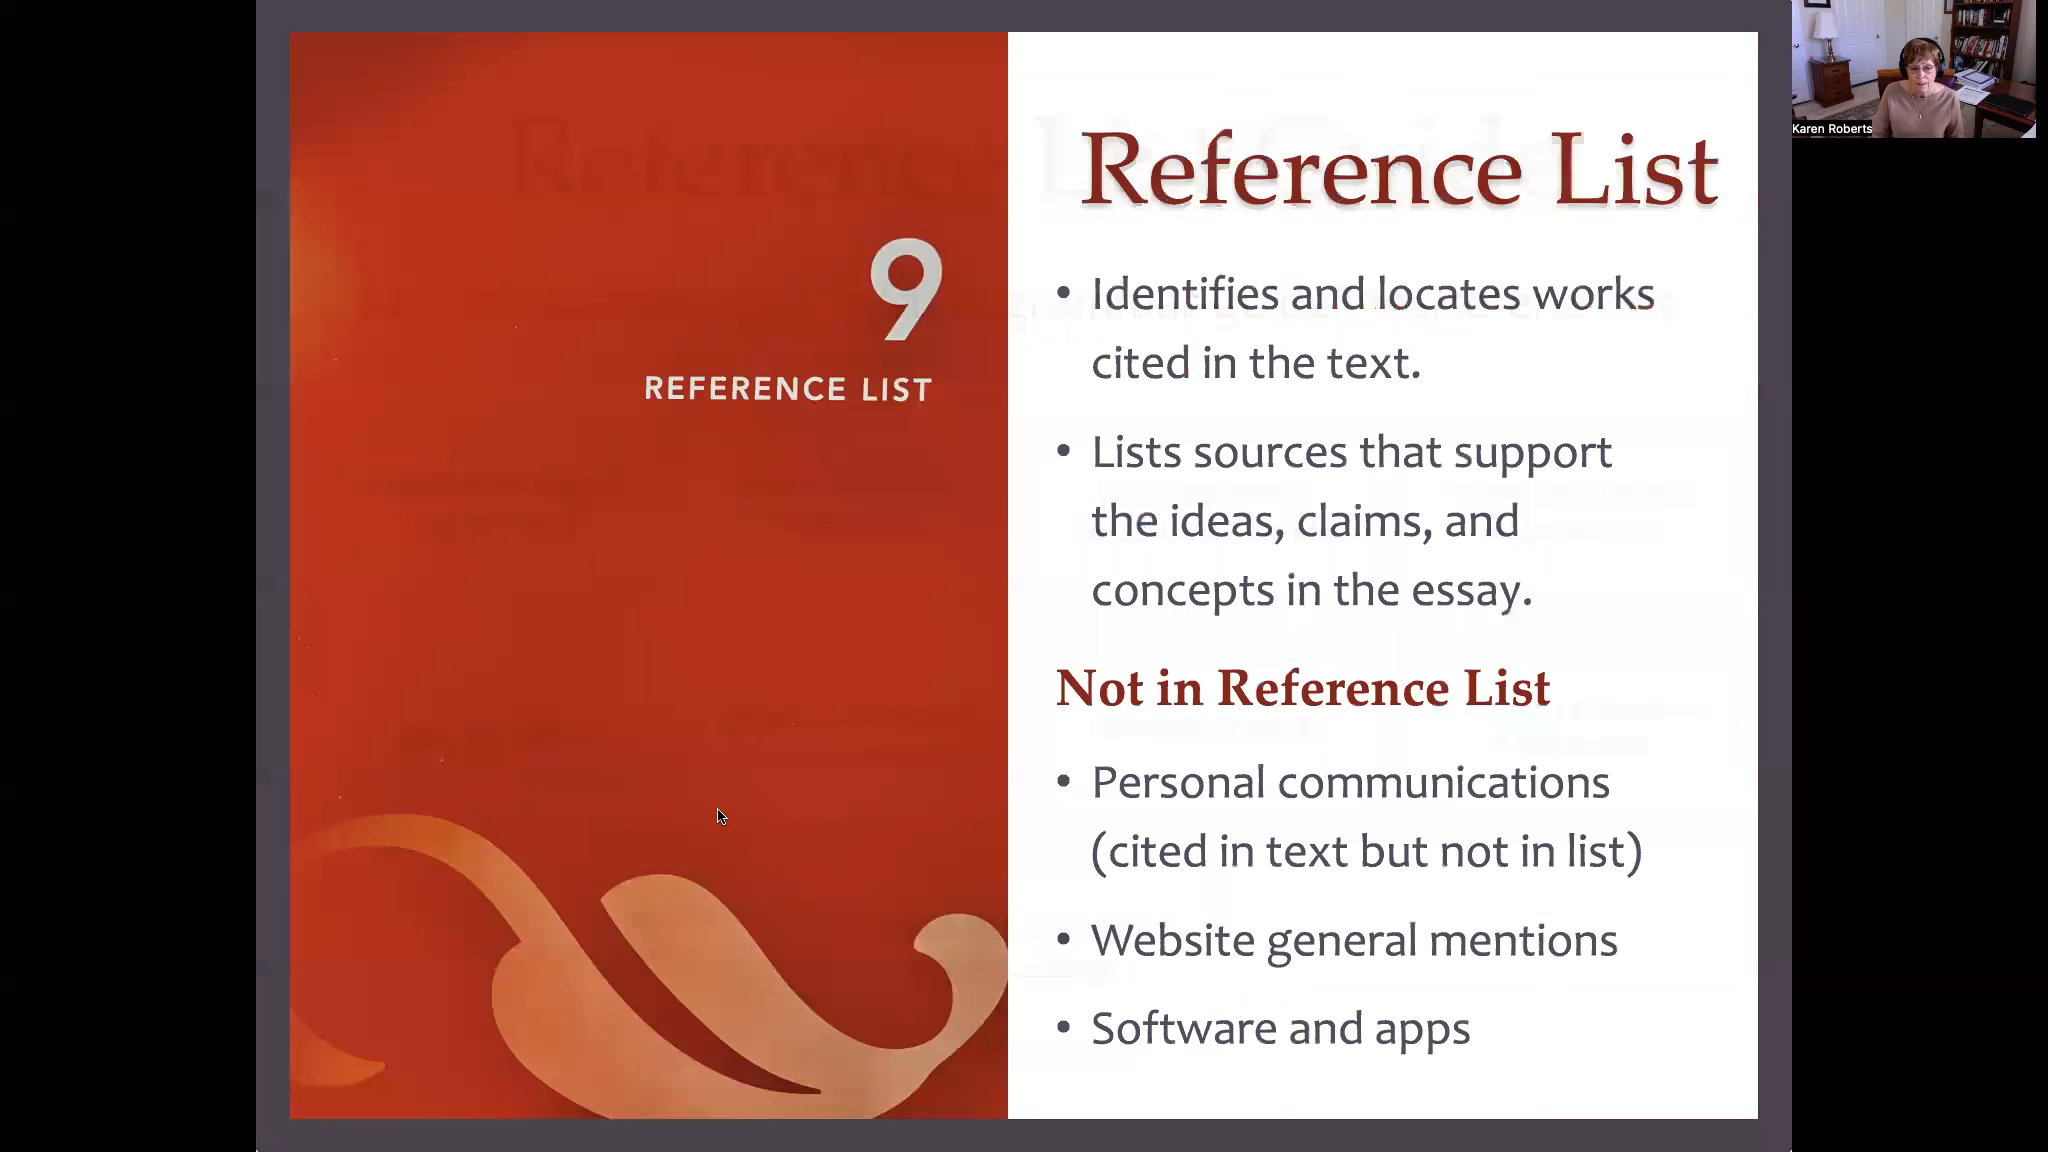 9
REFERENCE LIST
Reference List
• Identifies and locates works
cited in the text.
• Lists sources that support
the ideas, claims, and
concepts in the essay.
Not in Reference List
• Personal communications
(cited in text but not in list)
• Website general mentions
• Software and apps
Karen Roberts